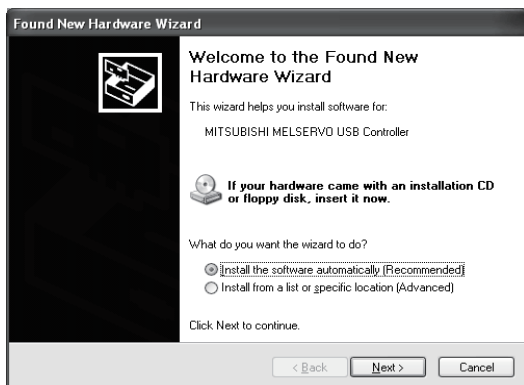 Found New Hardware Wizard
Welcome to the Found New
Hardware Wizard
This wizard helps you install software for:
MITSUBISHI MELSERVO USB Controller
If your hardware came with an installation CD
or floppy disk, insert it now.
What do you want the wizard to do?
Install the software automatically (Recommended)
Install from a list or specific location (Advanced)
Click Next to continue.
< Back Next > Cancel